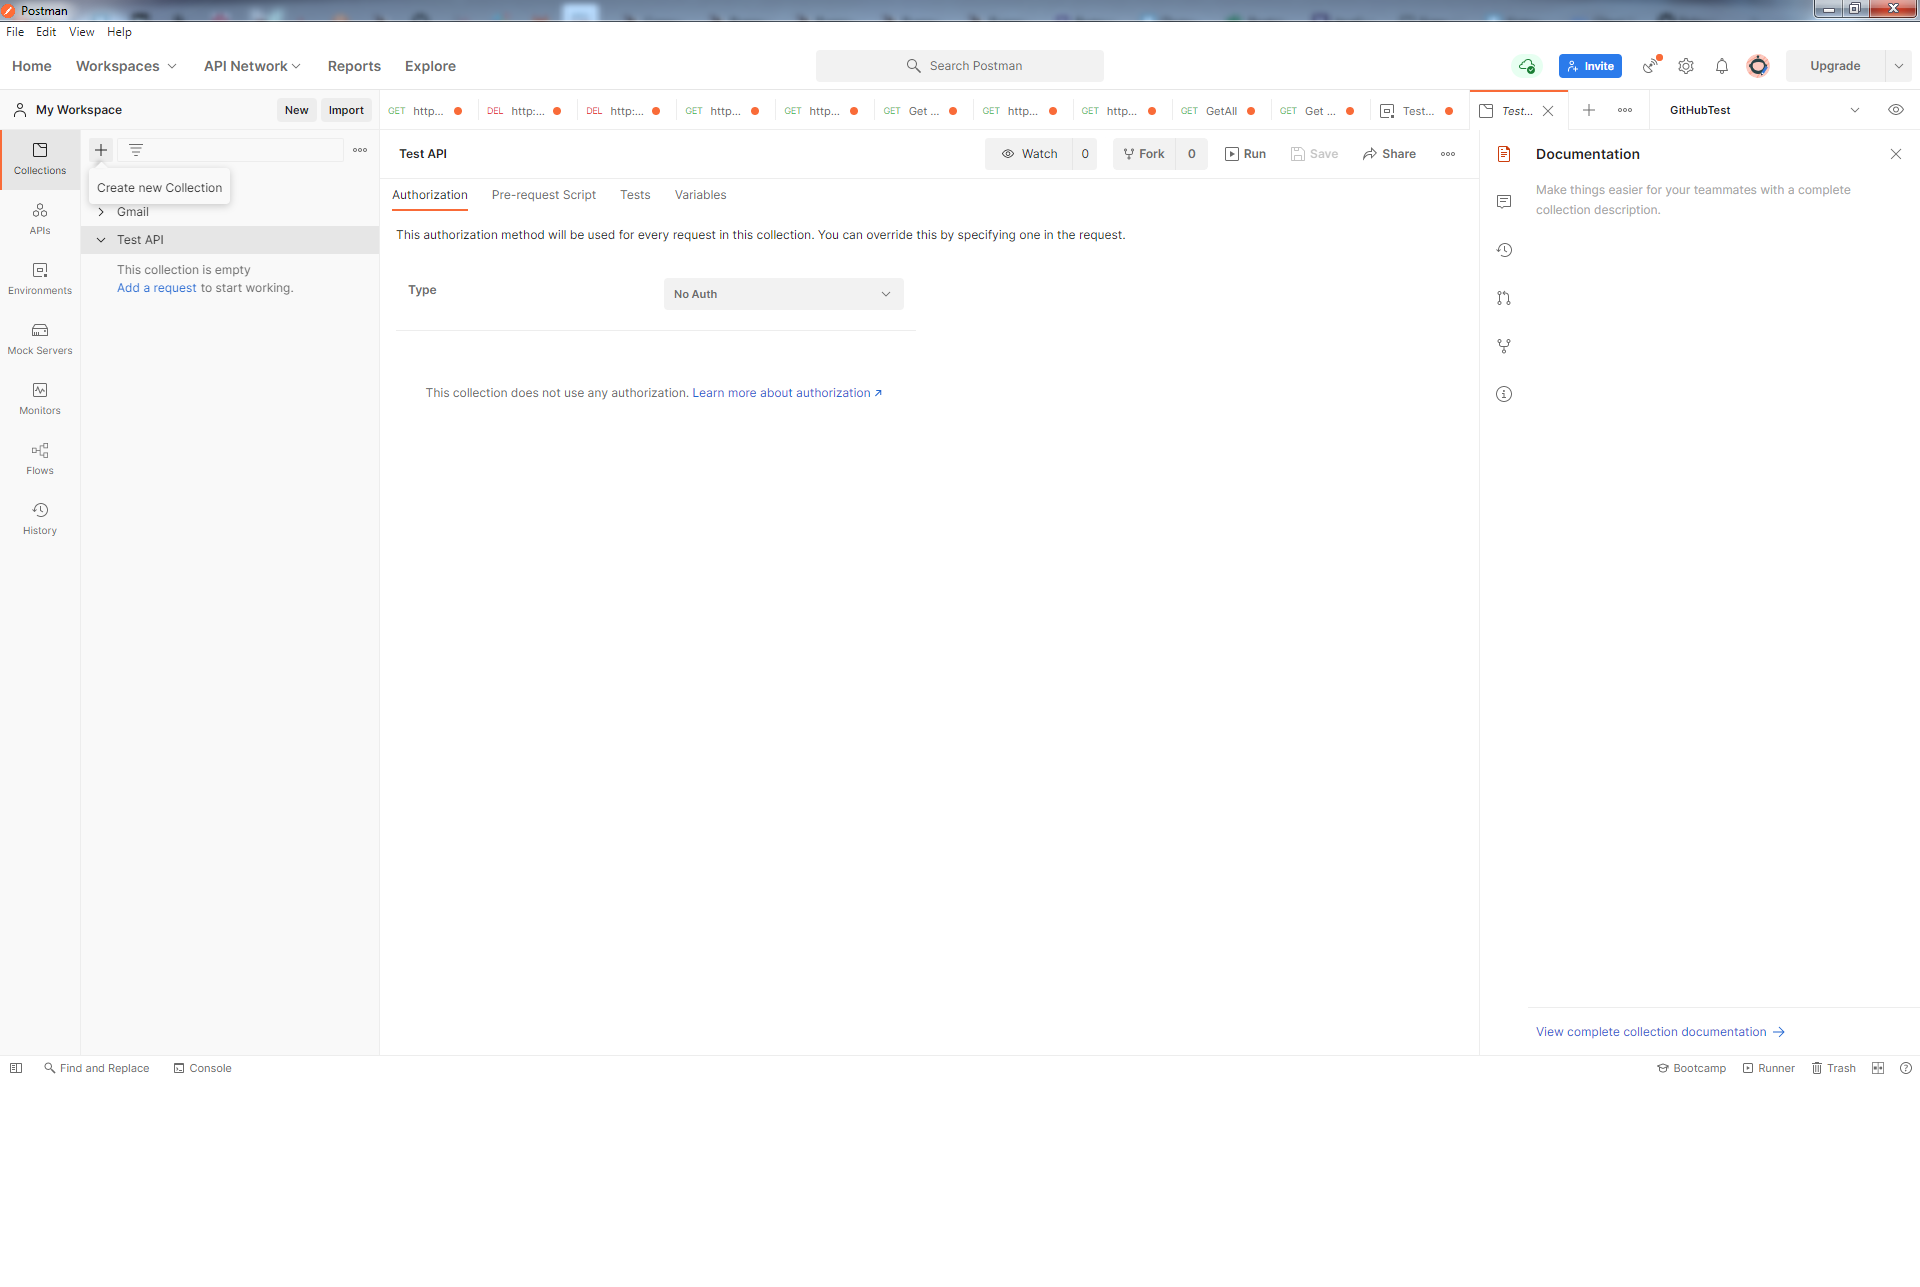 Postman
File Edit View Help
Home Workspaces API Network Reports Explore Search Postman Invite Upgrade
My Workspace New Import GET http... DEL http:... DEL http:... GET http... GET http... GET Get ... GET http... GET http... GET GetAll GET Get ... Test... Test... GitHubTest
Collections
APIs
Environments
Mock Servers
Monitors
Flows
History
Create new Collection
Gmail
Test API
This collection is empty
Add a request to start working.
Test API Watch 0 Fork 0 Run Save Share
Authorization Pre-request Script Tests Variables
This authorization method will be used for every request in this collection. You can override this by specifying one in the request.
Type No Auth
This collection does not use any authorization. Learn more about authorization
Documentation
Make things easier for your teammates with a complete
collection description.
View complete collection documentation
Find and Replace Console Bootcamp Runner Trash